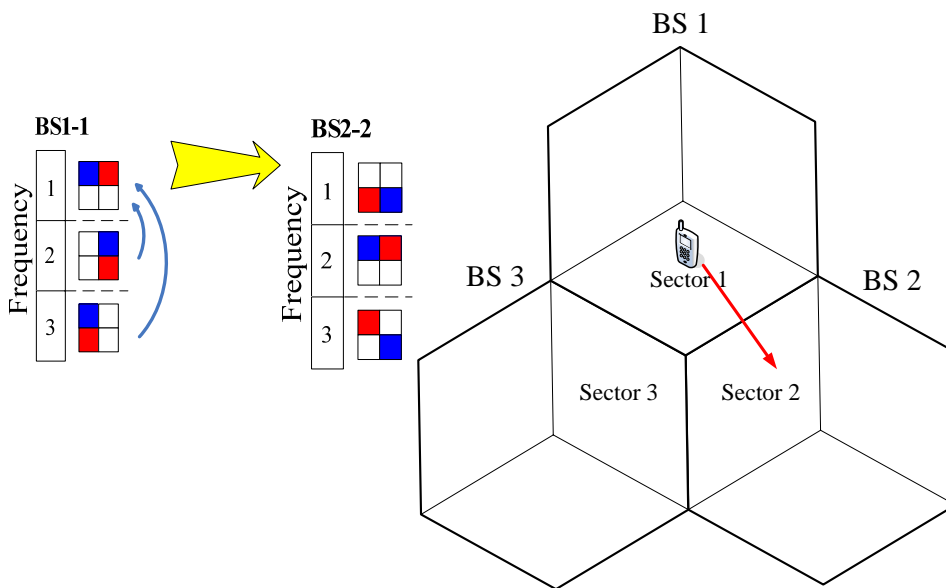 BS 1
BS1-1
BS2-2
Frequency
1
2
3
Frequency
1
2
3
BS 3
Sector 1
BS 2
Sector 3
Sector 2